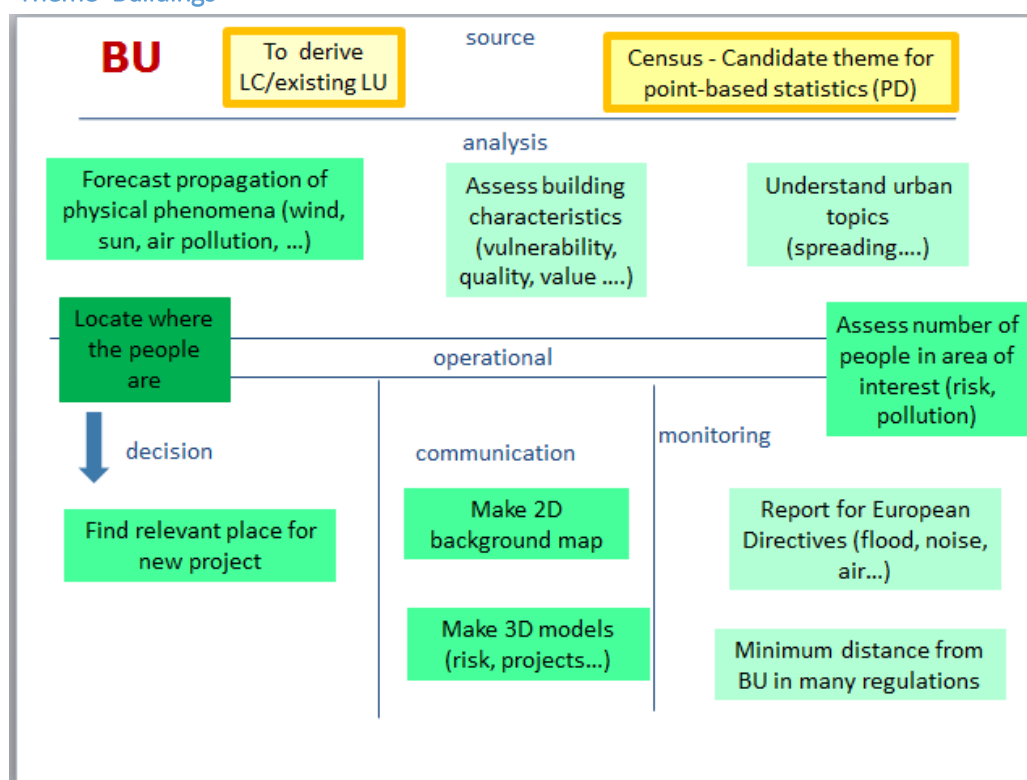 Theme Buildings
BU
To derive
LC/existing LU
source
Census - Candidate theme for
point-based statistics (PD)
analysis
Forecast propagation of
physical phenomena (wind,
sun, air pollution, ...)
Assess building
characteristics
(vulnerability,
quality, value ....)
Understand urban
topics
(spreading....)
Locate where
the people
are
operational
Assess number of
people in area of
interest (risk,
pollution)
decision
communication
monitoring
Find relevant place for
new project
Make 2D
background map
Report for European
Directives (flood, noise,
air...)
Make 3D models
(risk, projects...)
Minimum distance from
BU in many regulations